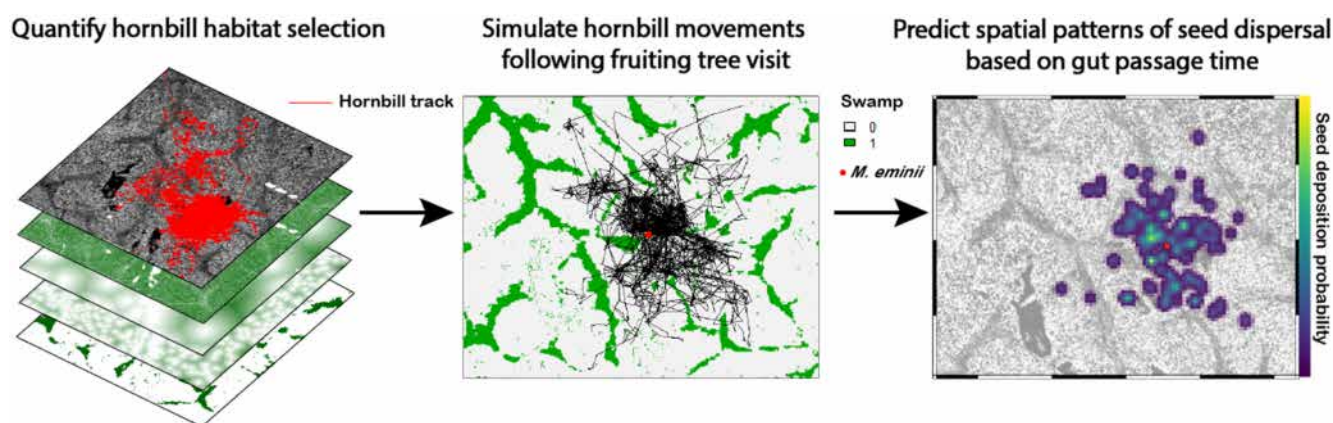 Quantify hornbill habitat selection
Hornbill track
Simulate hornbill movements
following fruiting tree visit
Swamp
0
1
M. eminii
Predict spatial patterns of seed dispersal
based on gut passage time
Seed deposition probability